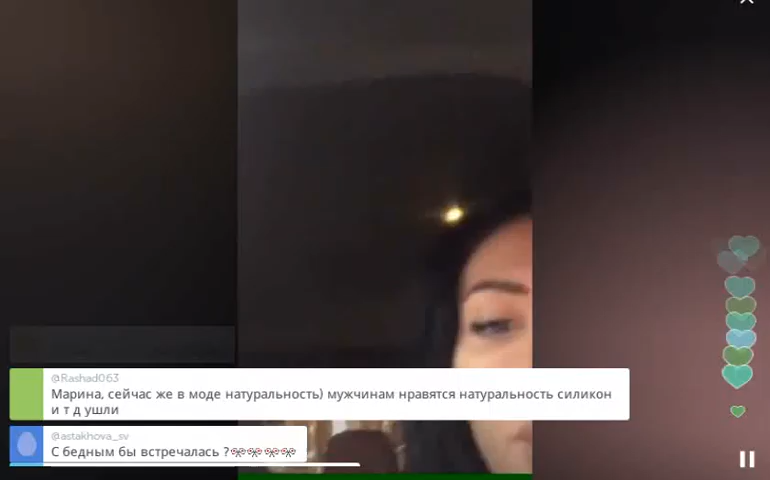 @Rashad063
Марина, сейчас же в моде натуральность) мужчинам нравятся натуральность силикон
и т д ушли
@astakhova_sv
С бедным бы встречалась ?